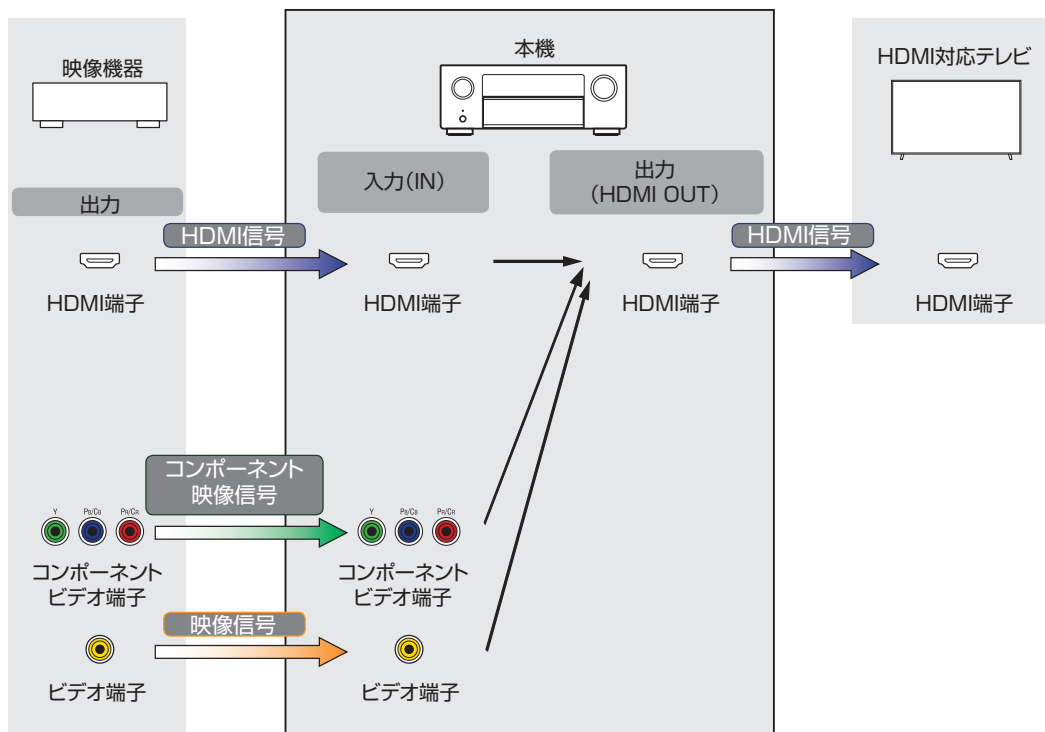 映像機器
本機
HDMI対応テレビ
出力
入力(IN)
出力
(HDMI OUT)
HDMI信号
HDMI信号
HDMI端子
HDMI端子
HDMI端子
HDMI端子
コンポーネント
映像信号
Y PB/CB PR/CR
Y PB/CB PR/CR
コンポーネント
ビデオ端子
コンポーネント
ビデオ端子
映像信号
ビデオ端子
ビデオ端子